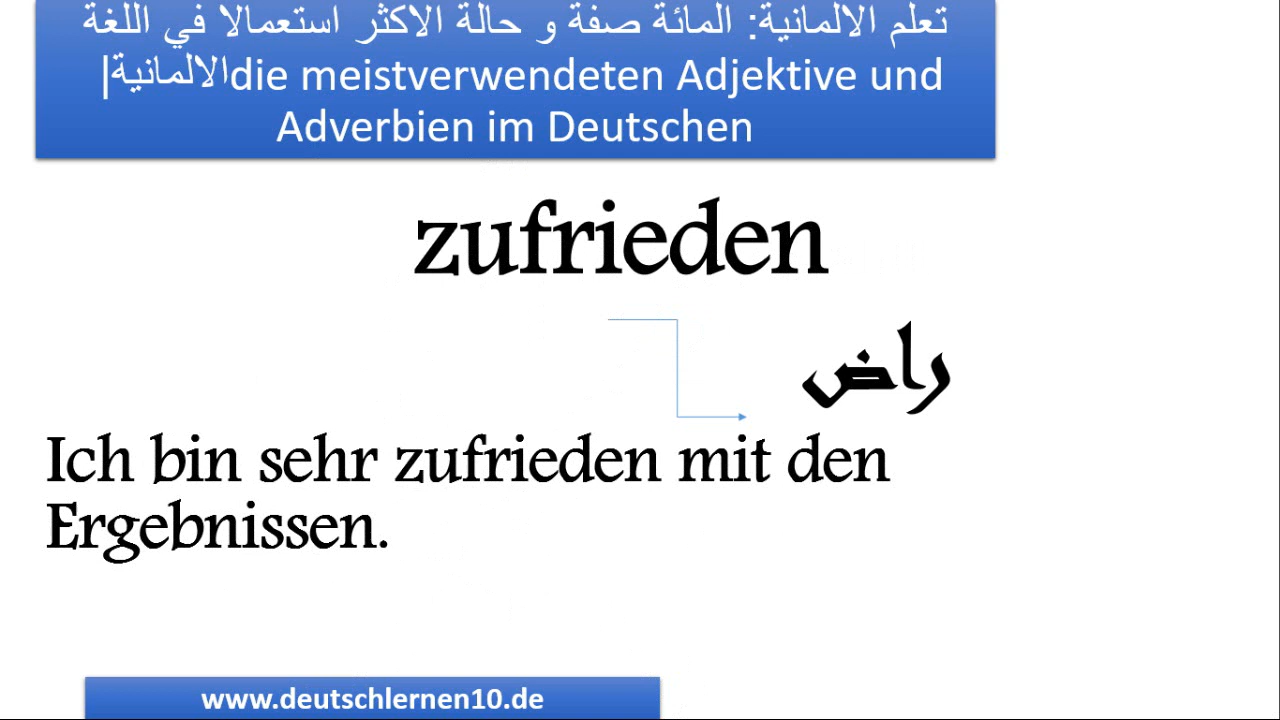 تعلم الالمانية: المائة صفة و حالة الاكثر استعمالا في اللغة
الالمانية|die meistverwendeten Adjektive und
Adverbien im Deutschen
zufrieden
راض
Ich bin sehr zufrieden mit den
Ergebnissen.
www.deutschlernen10.de